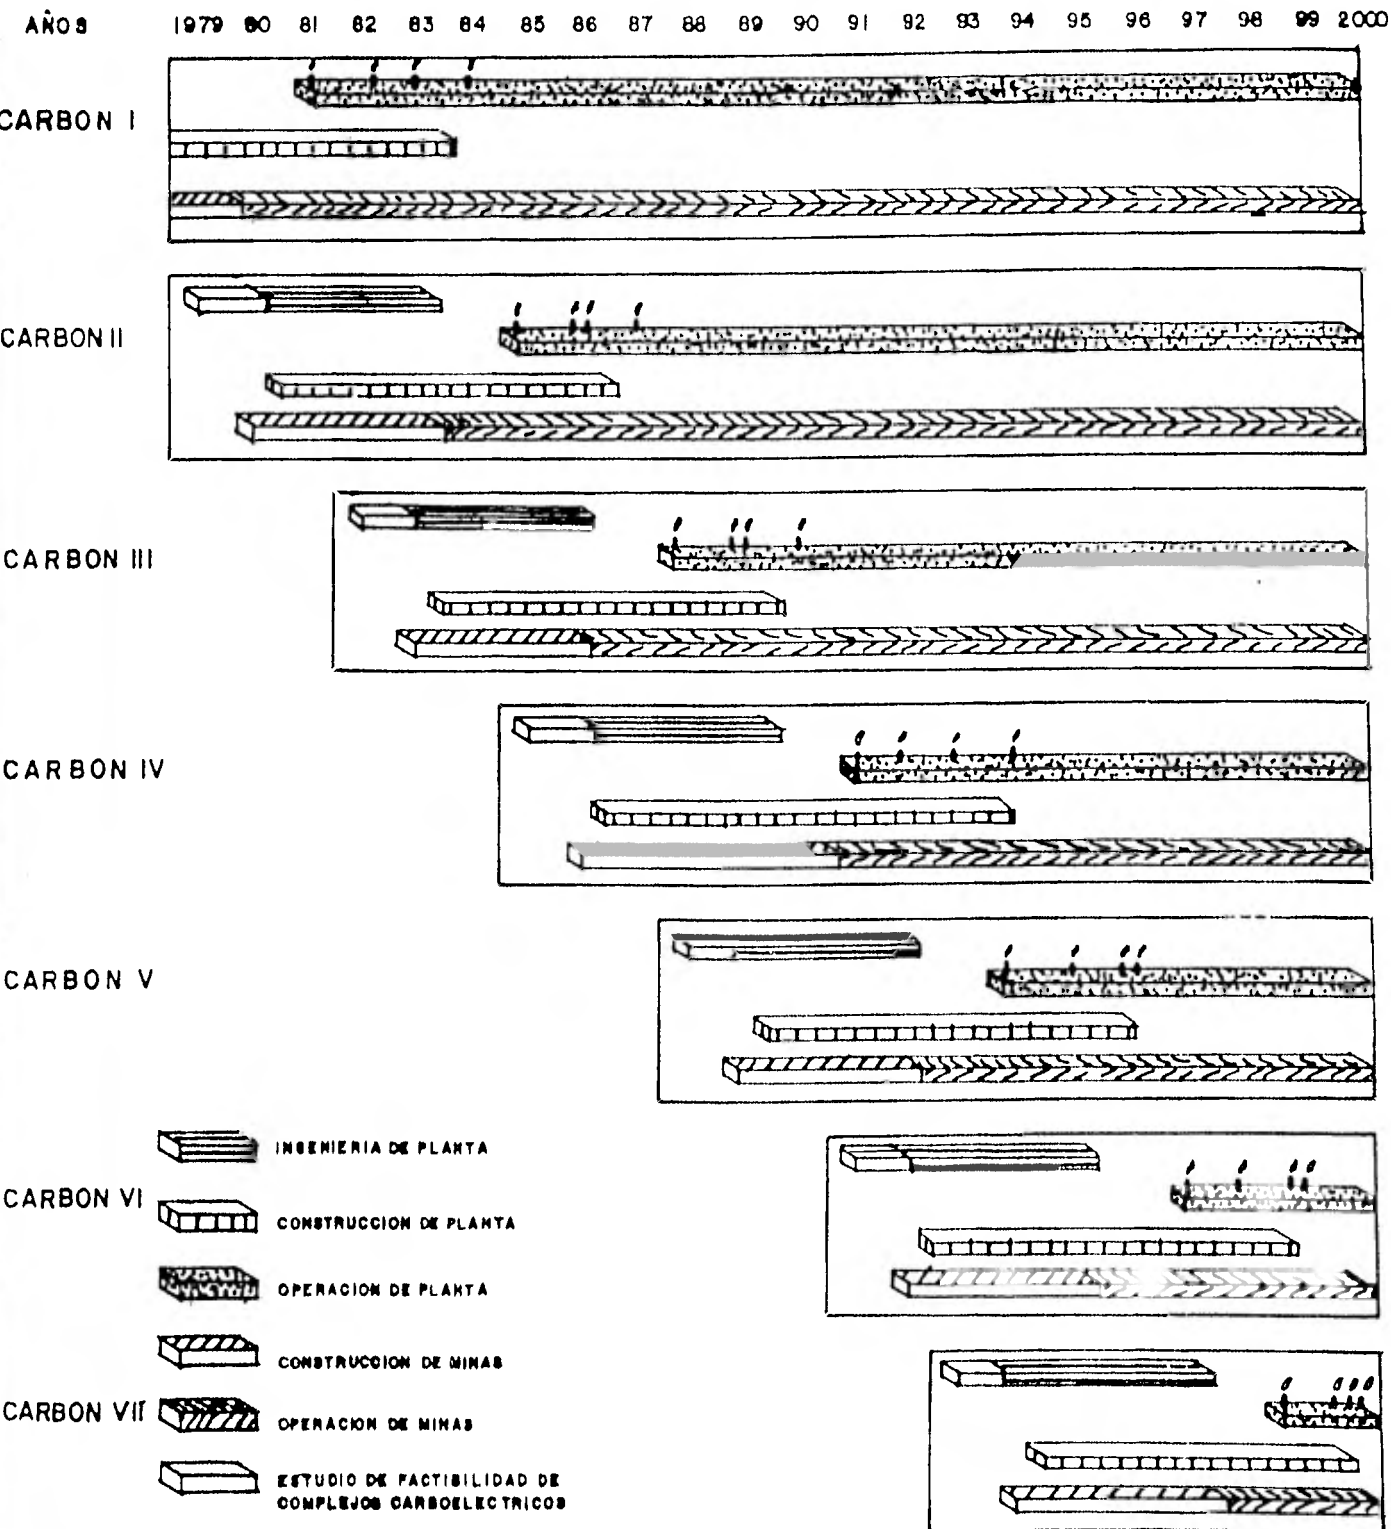 AÑOS 1979 80 81 82 83 84 85 86 87 88 89 90 91 92 93 94 95 96 97 98 99 2000
CARBON I
CARBON II
CARBON III
CARBON IV
CARBON V
INGENIERIA DE PLANTA
CARBON VI
CONSTRUCCION DE PLANTA
OPERACION DE PLANTA
CONSTRUCCION DE MINAS
CARBON VII
OPERACION DE MINAS
ESTUDIO DE FACTIBILIDAD DE
COMPLEJOS CARBOELECTRICOS